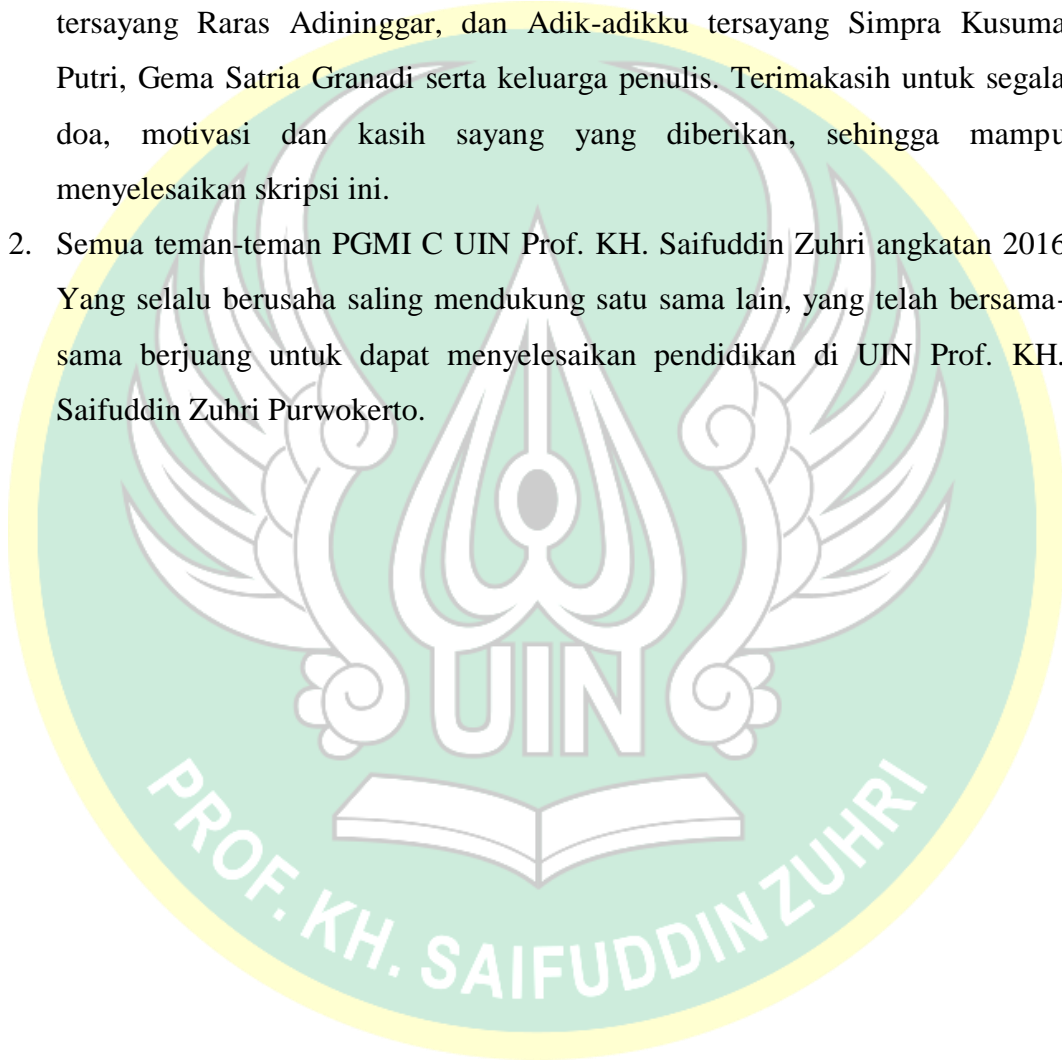 tersayang Raras Adininggar, dan Adik-adikku tersayang Simpra Kusuma
Putri, Gema Satria Granadi serta keluarga penulis. Terimakasih untuk segala
doa, motivasi dan kasih sayang yang diberikan, sehingga mampu
menyelesaikan skripsi ini.
2. Semua teman-teman PGMI C UIN Prof. KH. Saifuddin Zuhri angkatan 2016
Yang selalu berusaha saling mendukung satu sama lain, yang telah bersama-
sama berjuang untuk dapat menyelesaikan pendidikan di UIN Prof. KH.
Saifuddin Zuhri Purwokerto.
UIN
PROF. KH. SAIFUDDIN ZUHRI